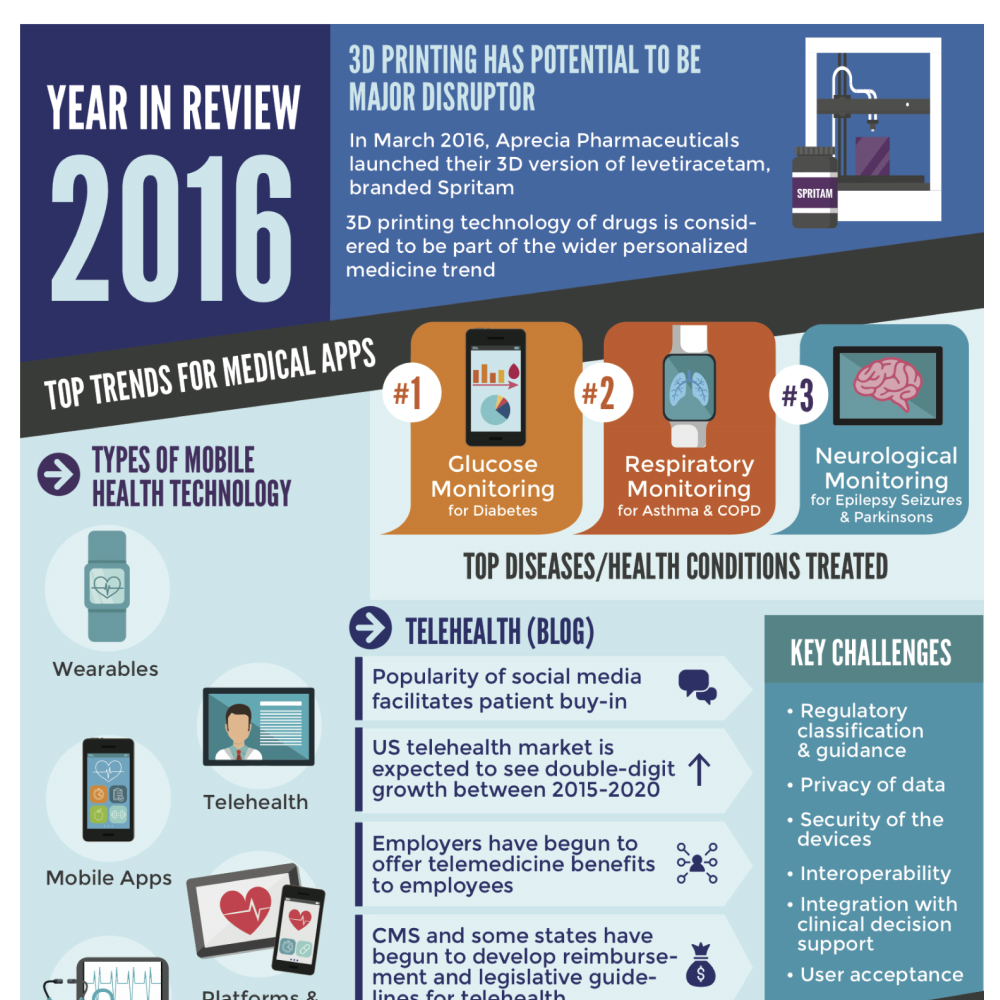 YEAR IN REVIEW
2016
3D PRINTING HAS POTENTIAL TO BE
MAJOR DISRUPTOR
In March 2016, Aprecia Pharmaceuticals
launched their 3D version of levetiracetam,
branded Spritam
3D printing technology of drugs is consid-
ered to be part of the wider personalized
medicine trend
SPRITAM
TOP TRENDS FOR MEDICAL APPS
#1
Glucose
Monitoring
for Diabetes
#2
Respiratory
Monitoring
for Asthma & COPD
#3
Neurological
Monitoring
for Epilepsy Seizures
& Parkinsons
TOP DISEASES/HEALTH CONDITIONS TREATED
TYPES OF MOBILE
HEALTH TECHNOLOGY
Wearables
Telehealth
Mobile Apps
Platforms &
TELEHEALTH (BLOG)
Popularity of social media
facilitates patient buy-in
US telehealth market is
expected to see double-digit
growth between 2015-2020
Employers have begun to
offer telemedicine benefits
to employees
CMS and some states have
begun to develop reimburse-
ment and legislative guide-
lines for telehealth
$
KEY CHALLENGES
• Regulatory
classification
& guidance
• Privacy of data
• Security of the
devices
• Interoperability
• Integration with
clinical decision
support
• User acceptance